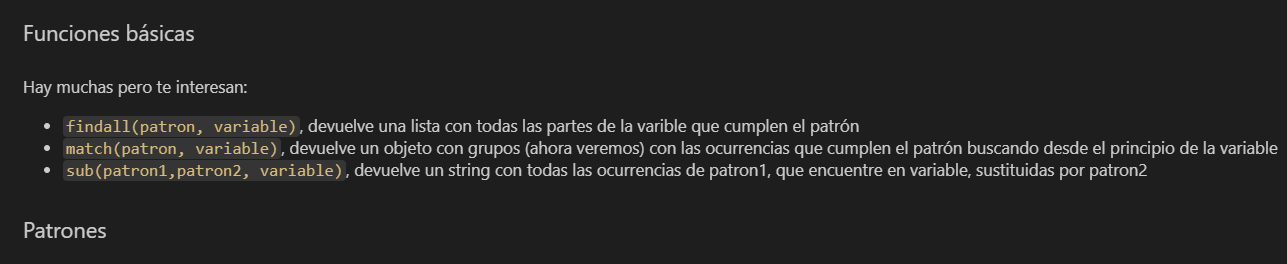 Funciones básicas
Hay muchas pero te interesan:
• findall(patron, variable), devuelve una lista con todas las partes de la varible que cumplen el patrón
• match(patron, variable), devuelve un objeto con grupos (ahora veremos) con las ocurrencias que cumplen el patrón buscando desde el principio de la variable
• sub(patron1,patron2, variable), devuelve un string con todas las ocurrencias de patron1, que encuentre en variable, sustituidas por patron2
Patrones